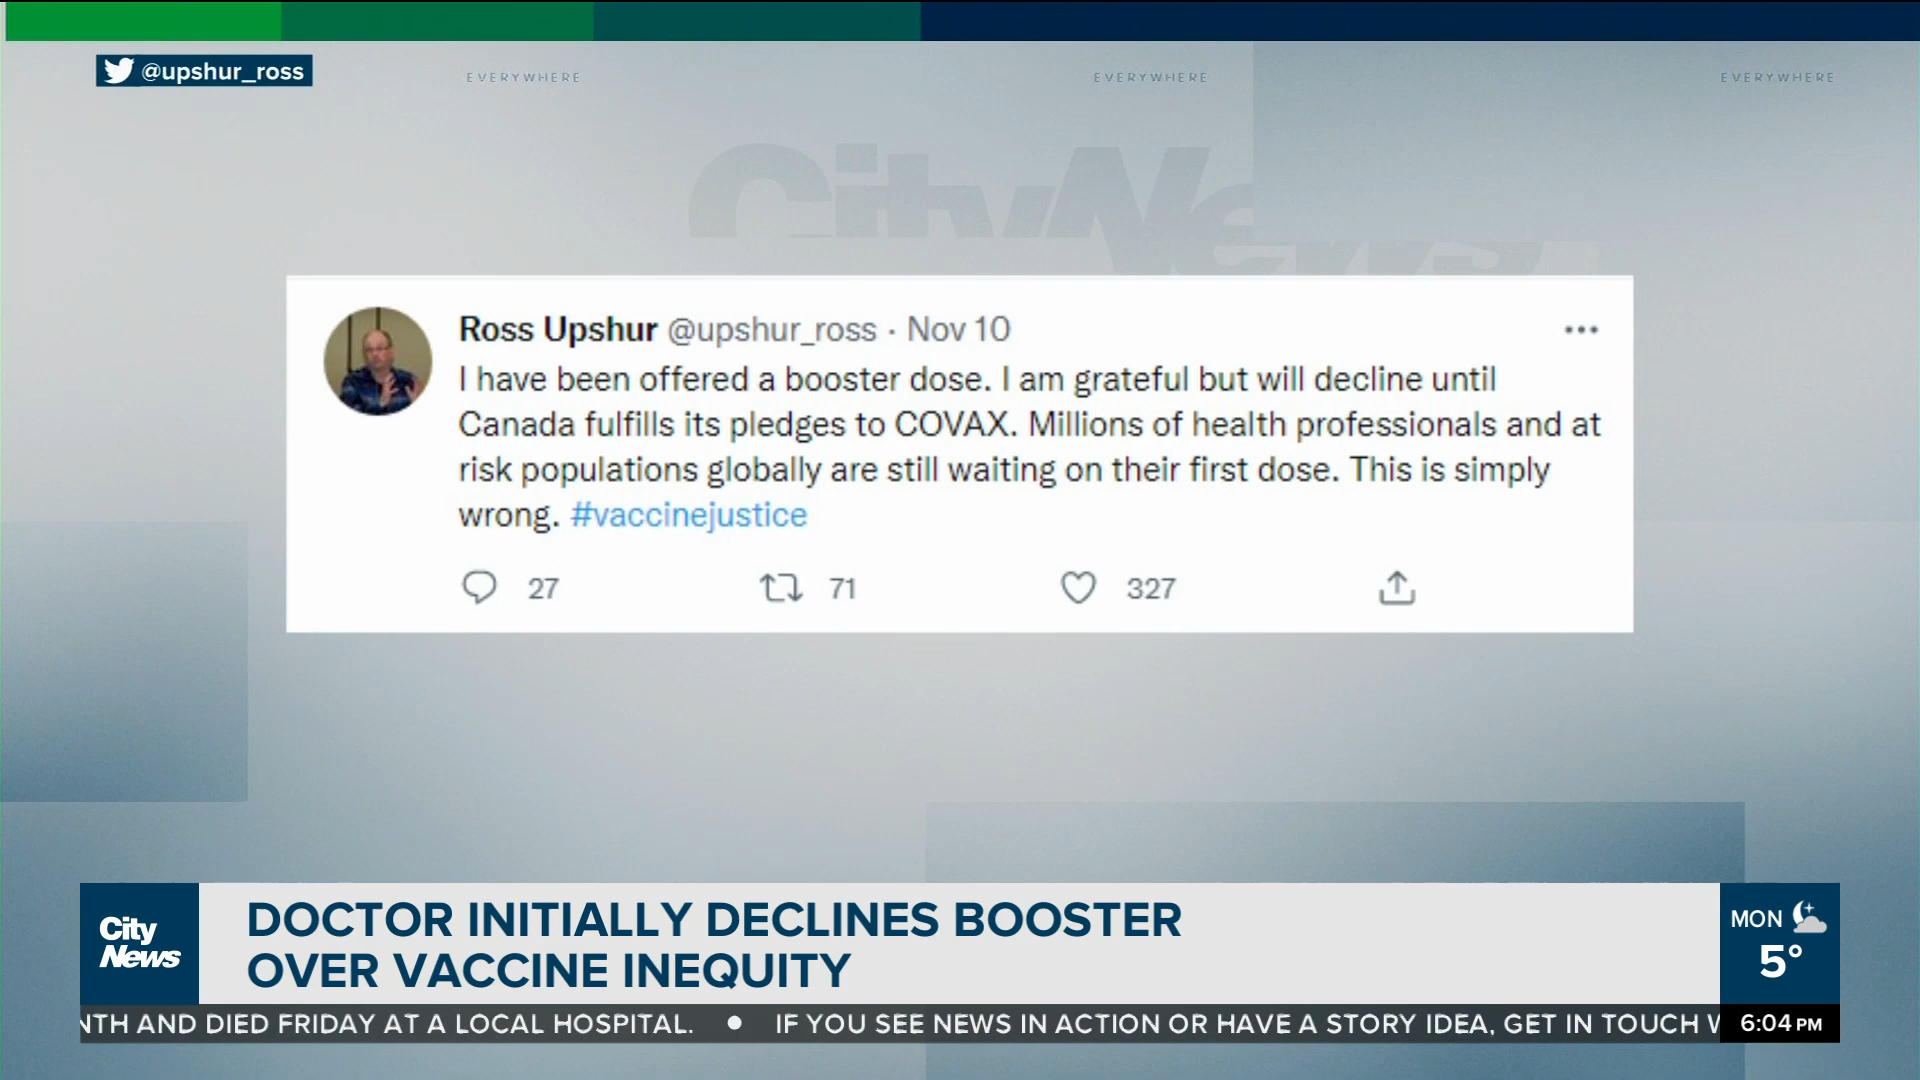 @upshur_ross
EVERYWHERE
EVERYWHERE
EVERYWHERE
CityNews
Ross Upshur @upshur_ross · Nov 10
I have been offered a booster dose. I am grateful but will decline until
Canada fulfills its pledges to COVAX. Millions of health professionals and at
risk populations globally are still waiting on their first dose. This is simply
wrong. #vaccinejustice
27 71 327
City
News
DOCTOR INITIALLY DECLINES BOOSTER
OVER VACCINE INEQUITY
MON
5°
NTH AND DIED FRIDAY AT A LOCAL HOSPITAL. ● IF YOU SEE NEWS IN ACTION OR HAVE A STORY IDEA, GET IN TOUCH W
6:04 PM